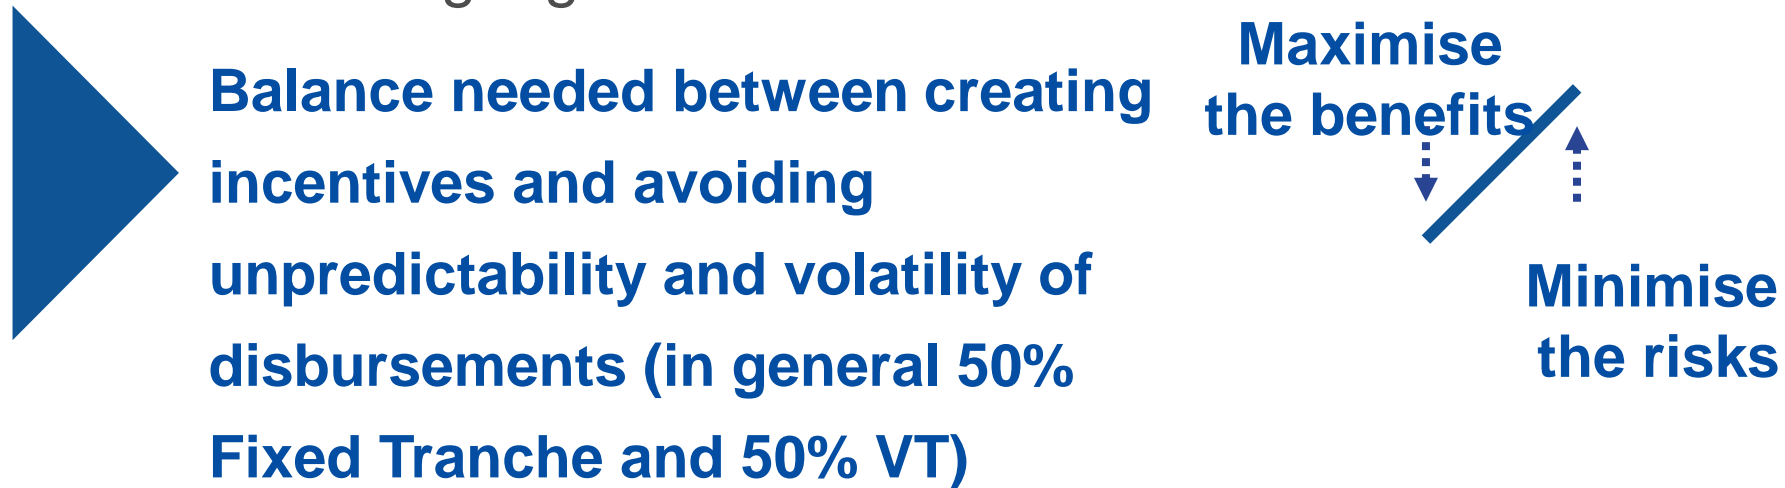 Balance needed between creating
incentives and avoiding
unpredictability and volatility of
disbursements (in general 50%
Fixed Tranche and 50% VT)
Maximise
the benefits
Minimise
the risks